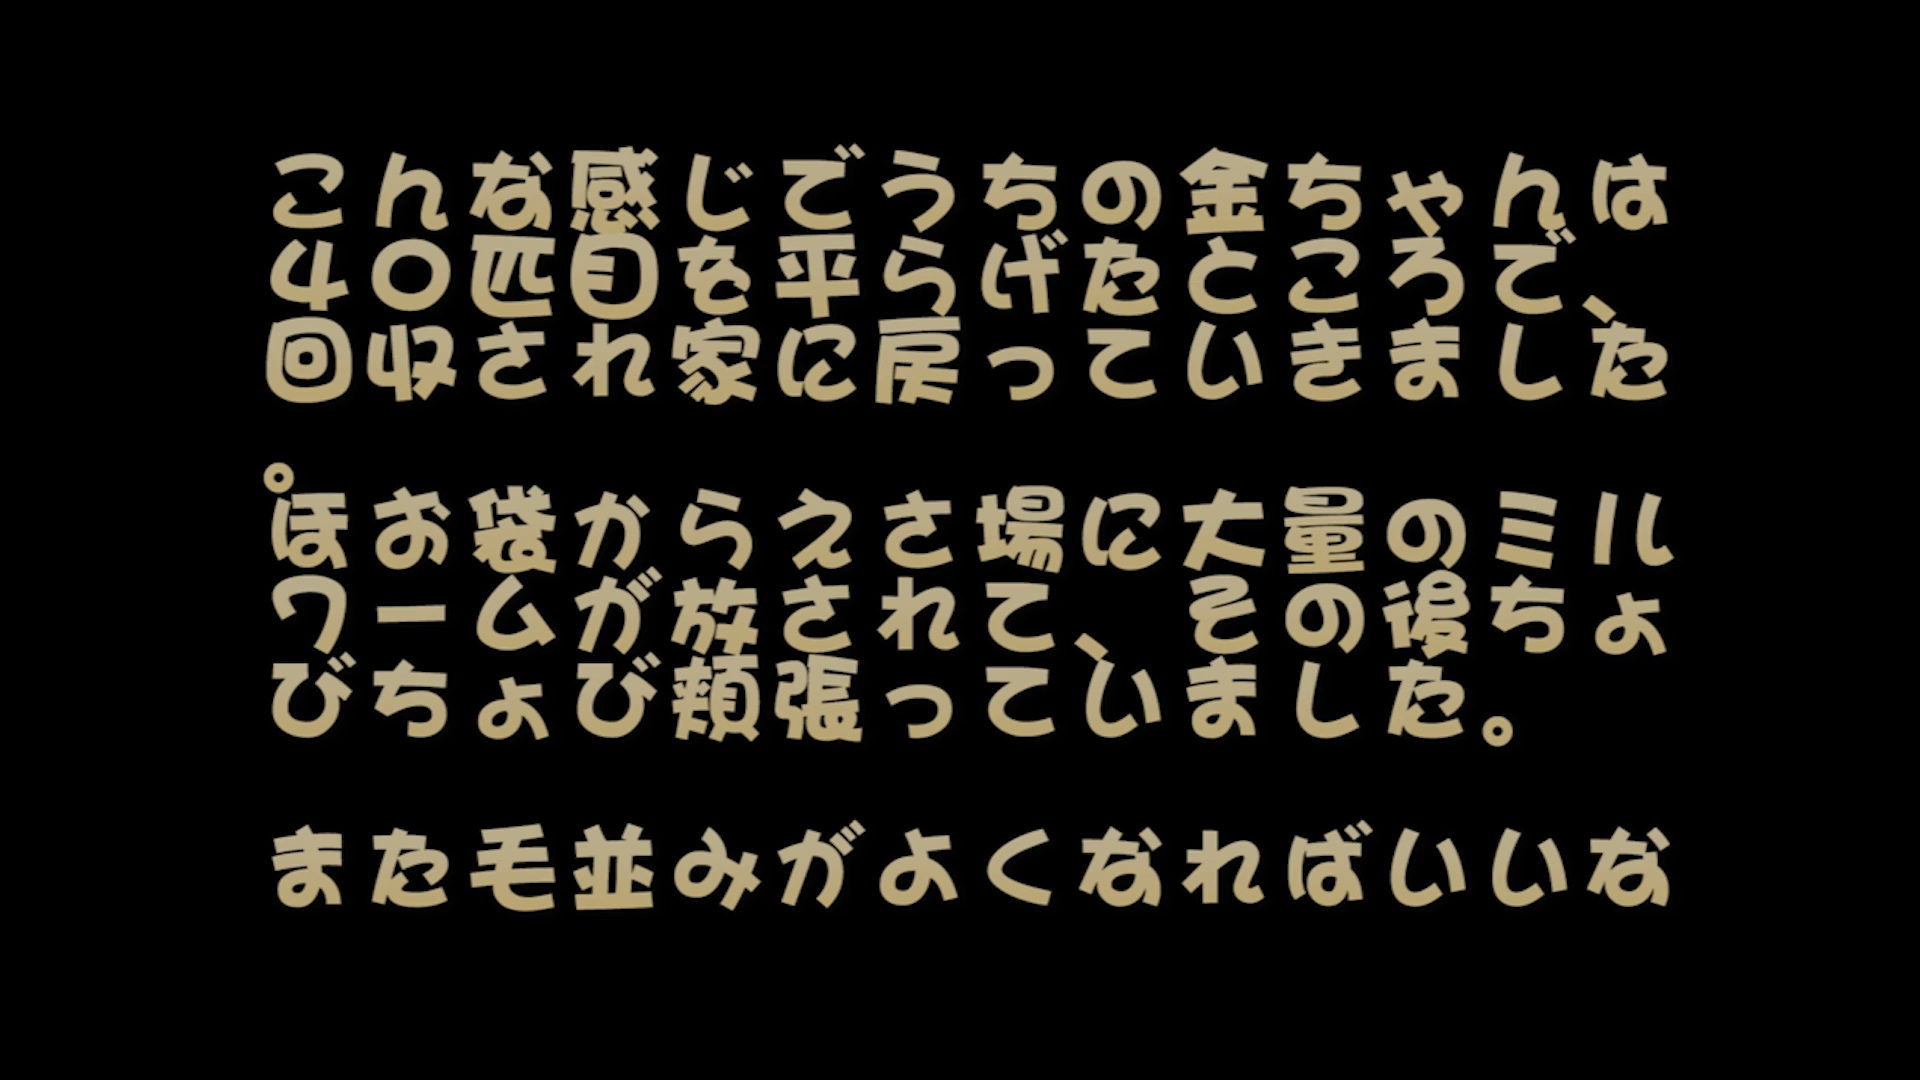 こんな感じでうちの金ちゃんは
４０匹目を平らげたところで、
回収され家に戻っていきました
。
ほお袋からえさ場に大量のミル
ワームが放されて、その後ちょ
びちょび頬張っていました。
また毛並みがよくなればいいな